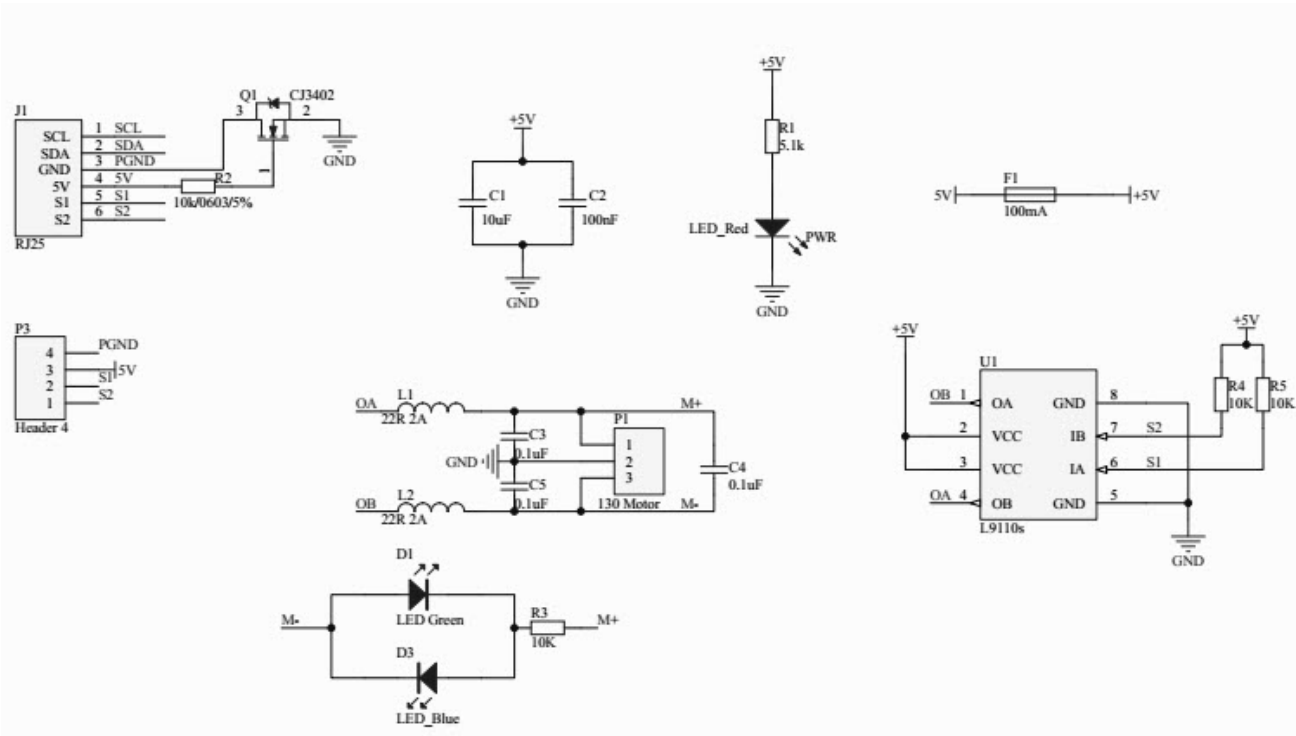 J1
SCL
SDA
GND
5V
S1
S2
RJ25
1 SCL
2 SDA
3 PGND
4 5V
5 S1
6 S2
R2
10k/0603/5%
Q1 CJ3402
3 2
1
GND
+5V
C1
10uF
C2
100nF
GND
+5V
R1
5.1k
LED_Red
PWR
GND
F1
5V
+5V
100mA
P3
4 PGND
3 5V
2 S1
1 S2
Header 4
OA
L1
22R 2A
M+
P1
C3
0.1uF
1
GND
2
3
C4
0.1uF
C5
0.1uF
OB
L2
22R 2A
130 Motor
M-
+5V
+5V
U1
R4
10K
R5
10K
OB 1 OA GND 8
2 VCC IB 7 S2
3 VCC IA 6 S1
OA 4 OB GND 5
L9110s
GND
D1
LED Green
M-
R3
10K
M+
D3
LED_Blue